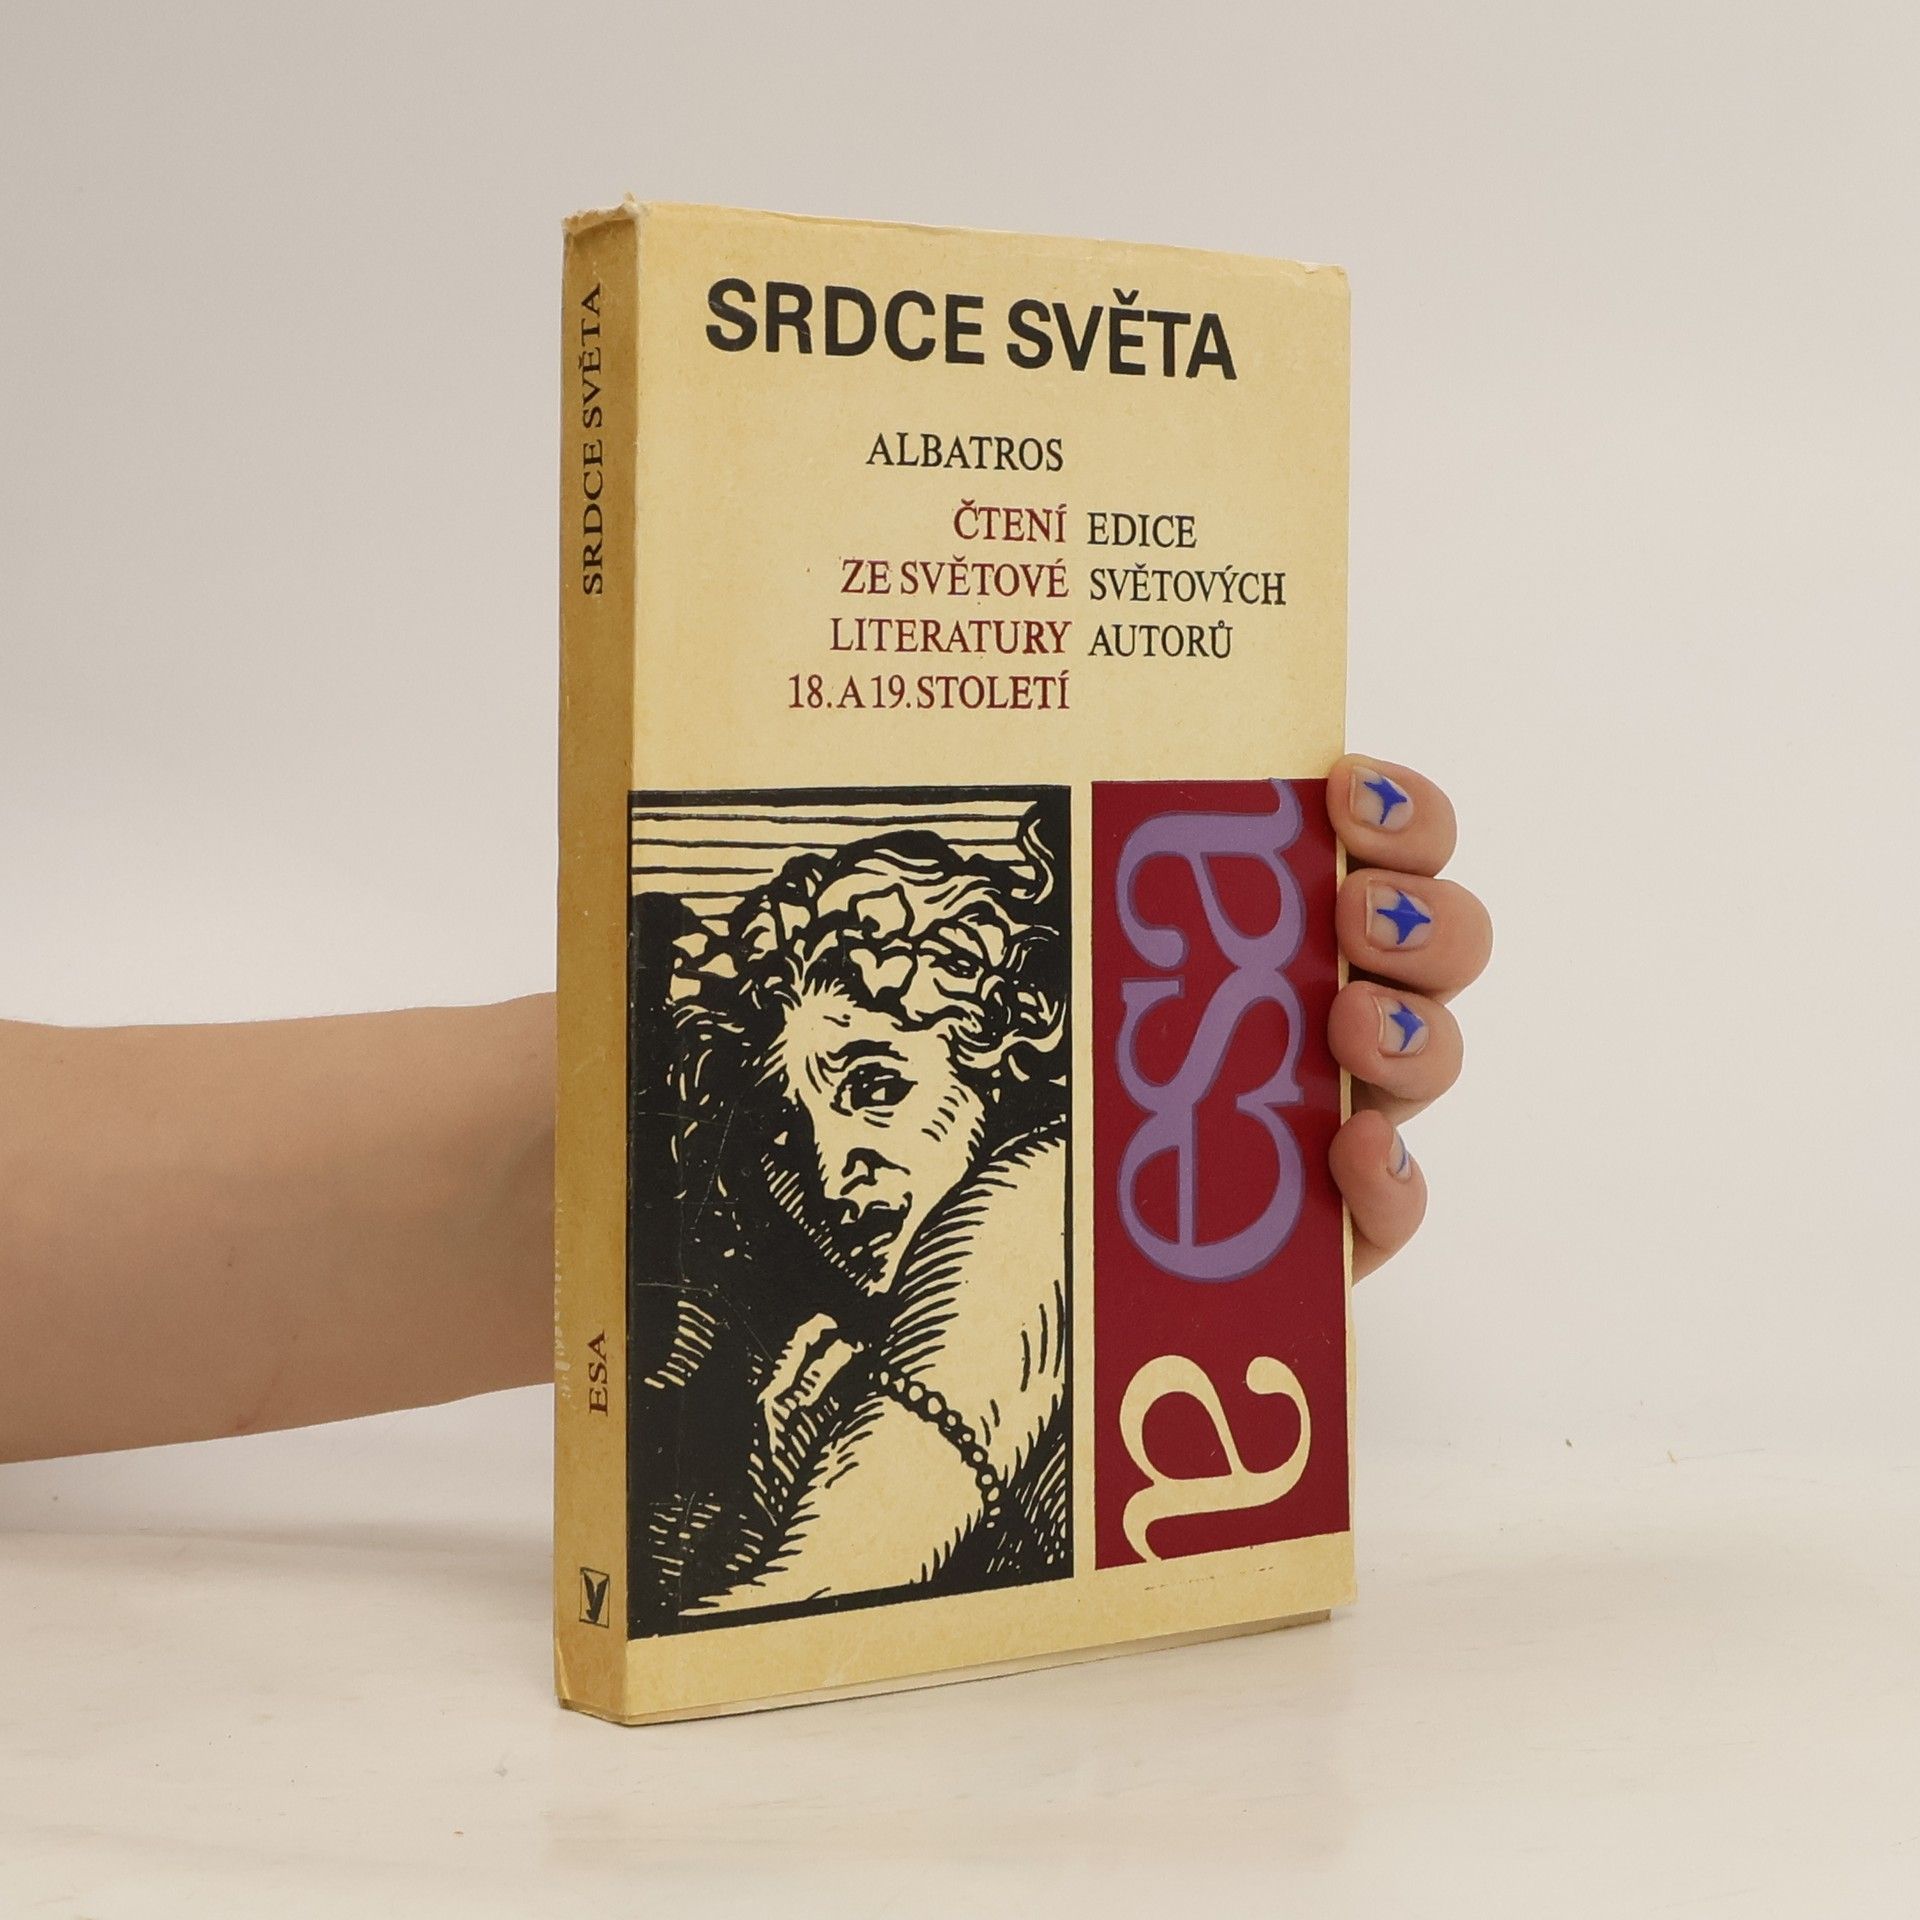 SRDCE SVĚTA
ALBATROS
ČTENÍ
ZE SVĚTOVÉ
LITERATURY
18. A 19. STOLETÍ
EDICE
SVĚTOVÝCH
AUTORŮ
esa
a
SRDCE SVĚTA
ESA